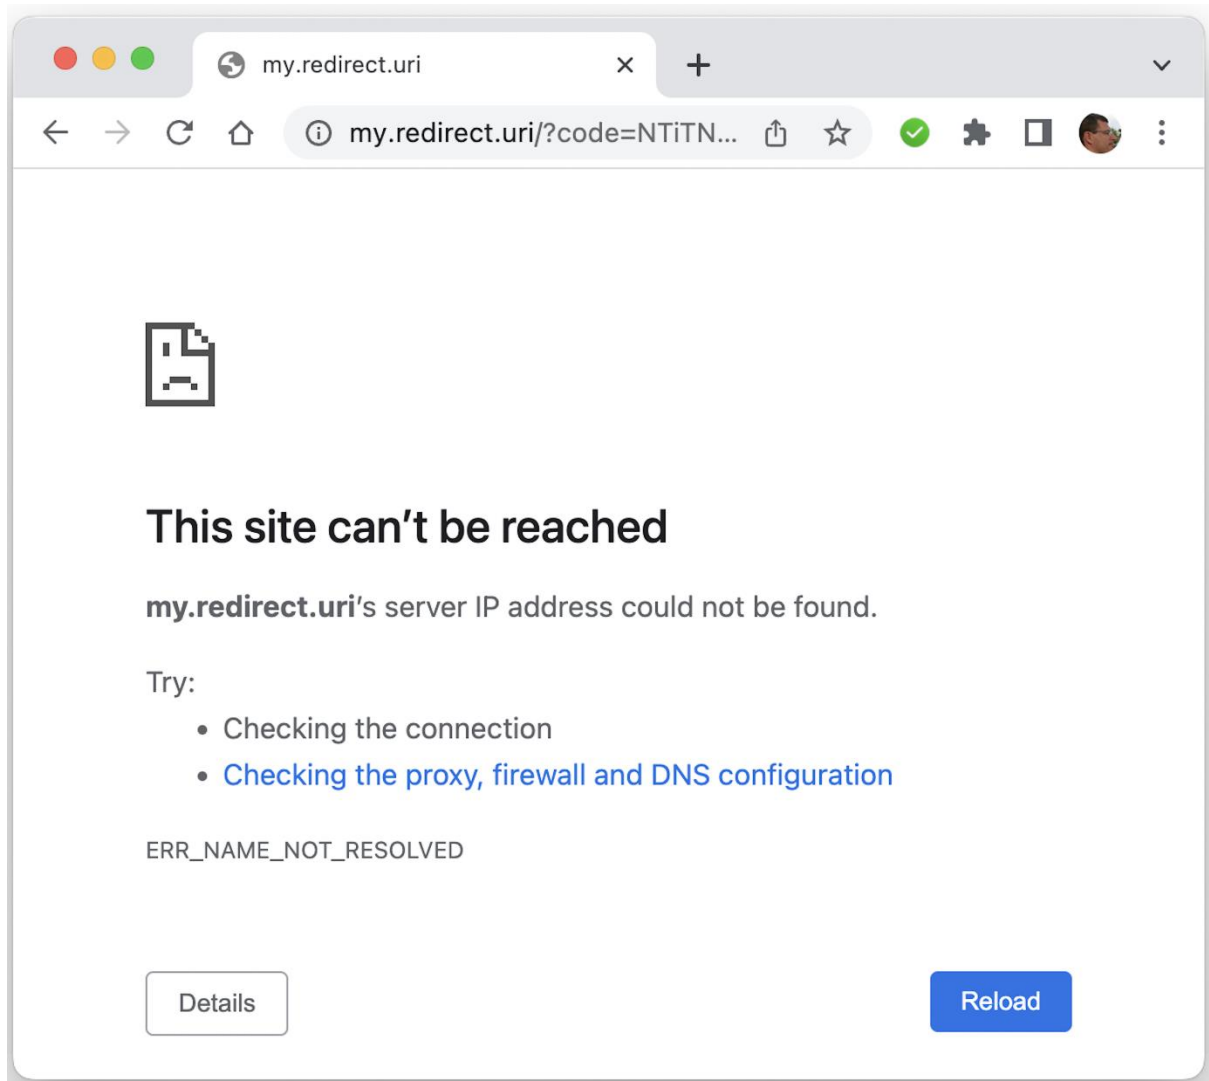 my.redirect.uri
my.redirect.uri/?code=NTiTN...
This site can’t be reached
my.redirect.uri’s server IP address could not be found.
Try:
• Checking the connection
• Checking the proxy, firewall and DNS configuration
ERR_NAME_NOT_RESOLVED
Details
Reload